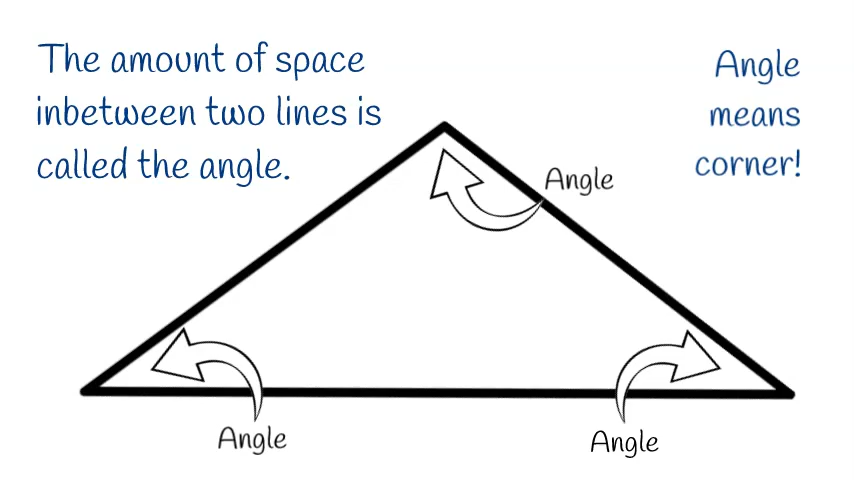 The amount of space
inbetween two lines is
called the angle.
Angle
means
corner!
Angle
Angle
Angle